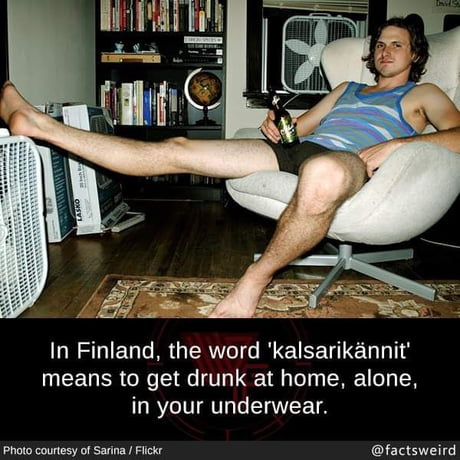 LASKO
In Finland, the word 'kalsarikännit'
means to get drunk at home, alone,
in your underwear.
Photo courtesy of Sarina / Flickr
@factsweird